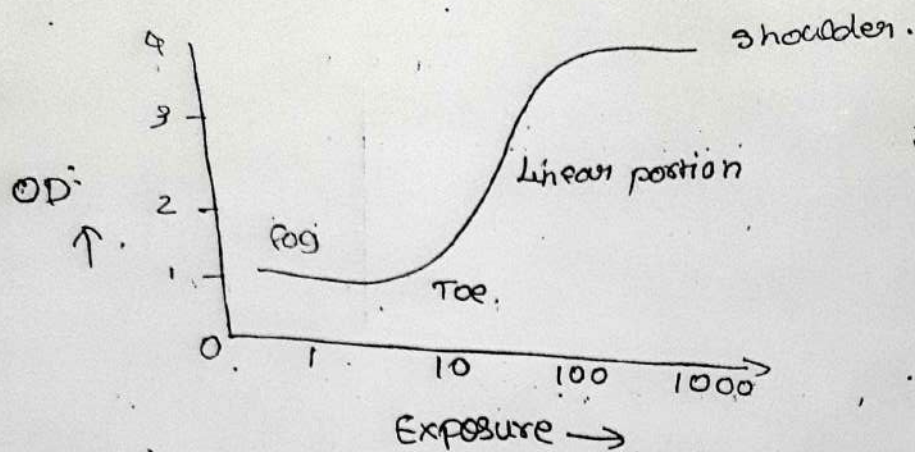 4
shoulder.
3
Linear portion
OD
2
↑
fog
1
Toe.
0
1 10 100 1000
Exposure →